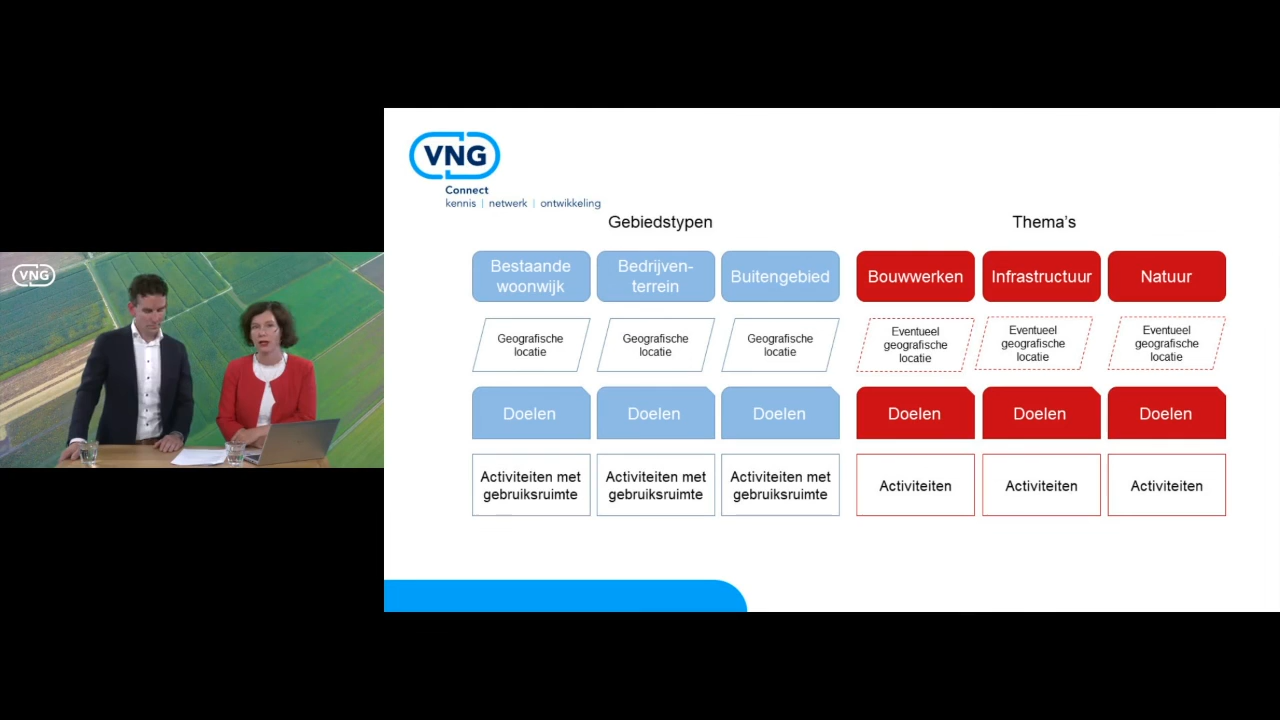 VNG
VNG
Connect
kennis | netwerk | ontwikkeling
Gebiedstypen
Thema's
Bestaande
woonwijk
Bedrijven-
terrein
Buitengebied
Bouwwerken
Infrastructuur
Natuur
Geografische
locatie
Geografische
locatie
Geografische
locatie
Eventueel
geografische
locatie
Eventueel
geografische
locatie
Eventueel
geografische
locatie
Doelen
Doelen
Doelen
Doelen
Doelen
Doelen
Activiteiten met
gebruiksruimte
Activiteiten met
gebruiksruimte
Activiteiten met
gebruiksruimte
Activiteiten
Activiteiten
Activiteiten